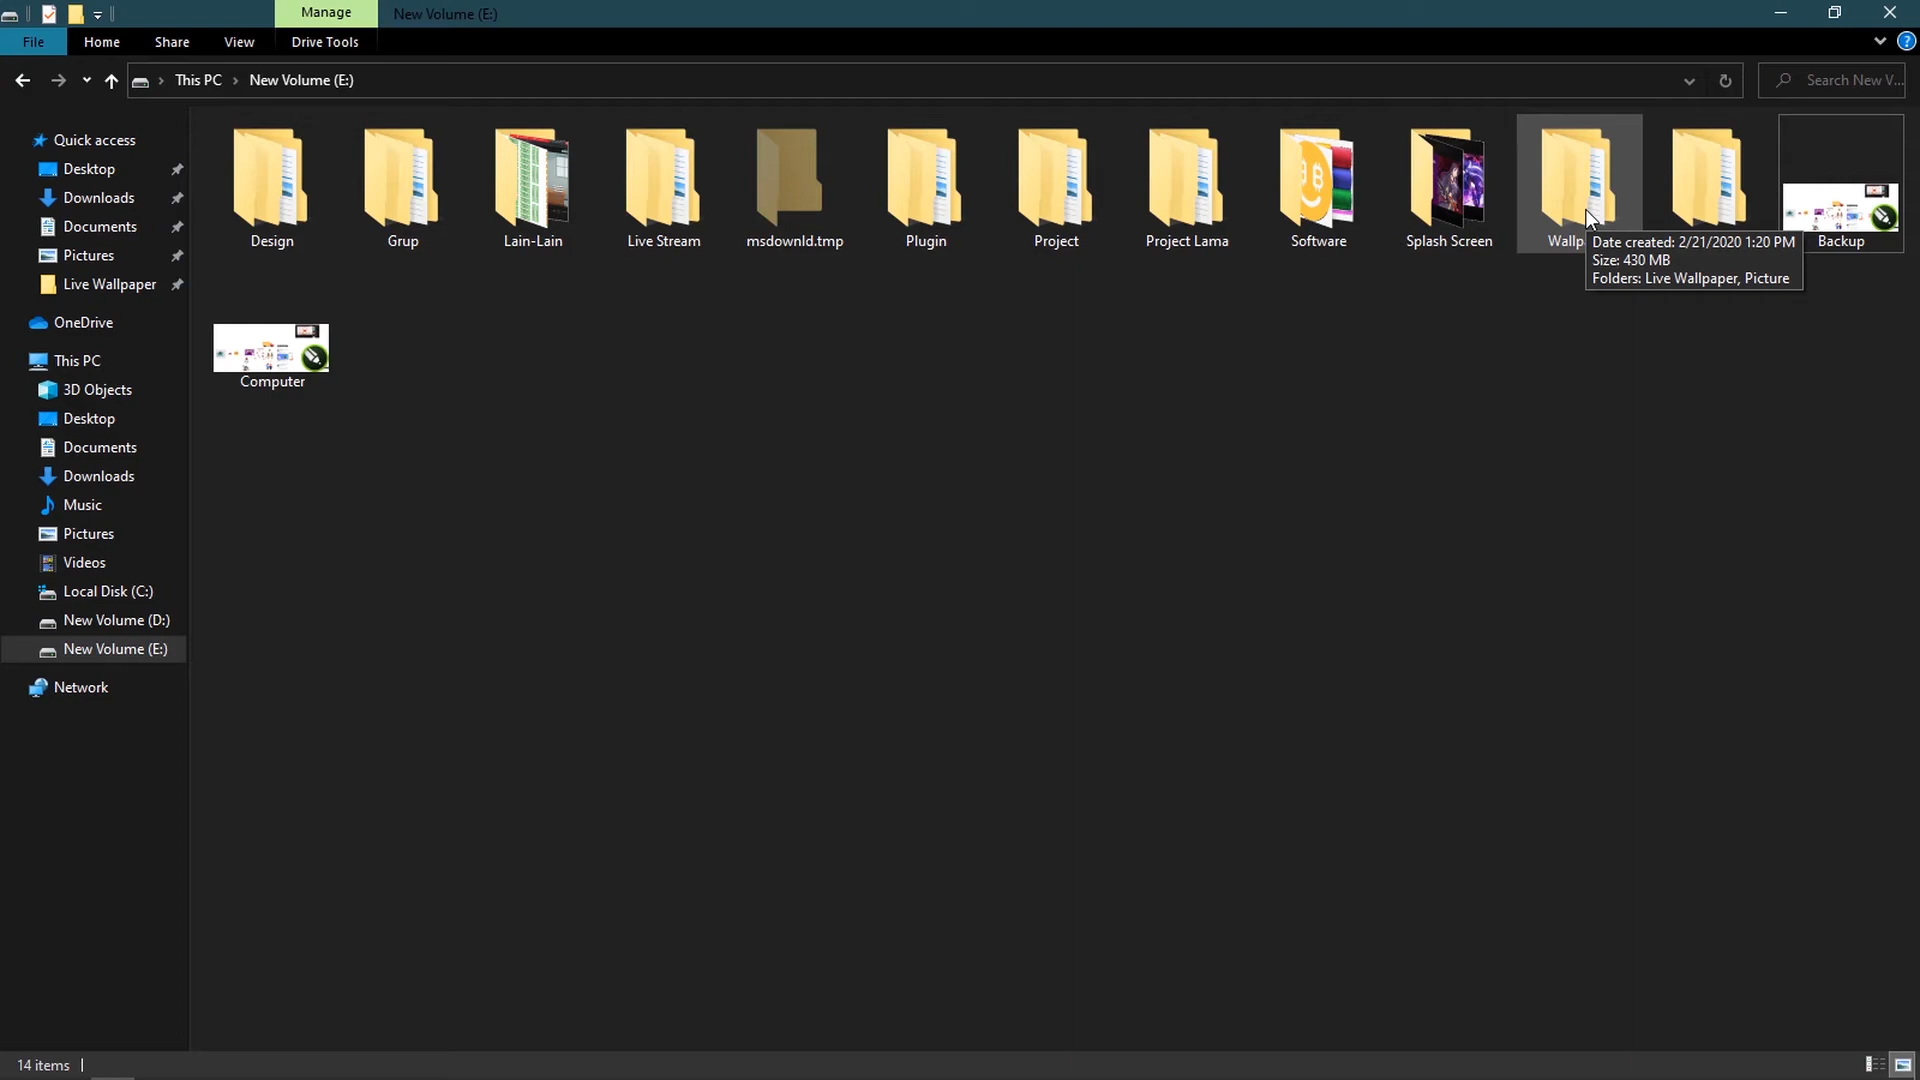 Manage
New Volume (E:)
File
Home
Share
View
Drive Tools
This PC
New Volume (E:)
Search New V...
Quick access
Desktop
Downloads
Documents
Pictures
Live Wallpaper
OneDrive
This PC
3D Objects
Desktop
Documents
Downloads
Music
Pictures
Videos
Local Disk (C:)
New Volume (D:)
New Volume (E:)
Network
Design
Grup
Lain-Lain
Live Stream
msdownld.tmp
Plugin
Project
Project Lama
Software
Splash Screen
Wallp
Backup
Date created: 2/21/2020 1:20 PM
Size: 430 MB
Folders: Live Wallpaper, Picture
Computer
14 items